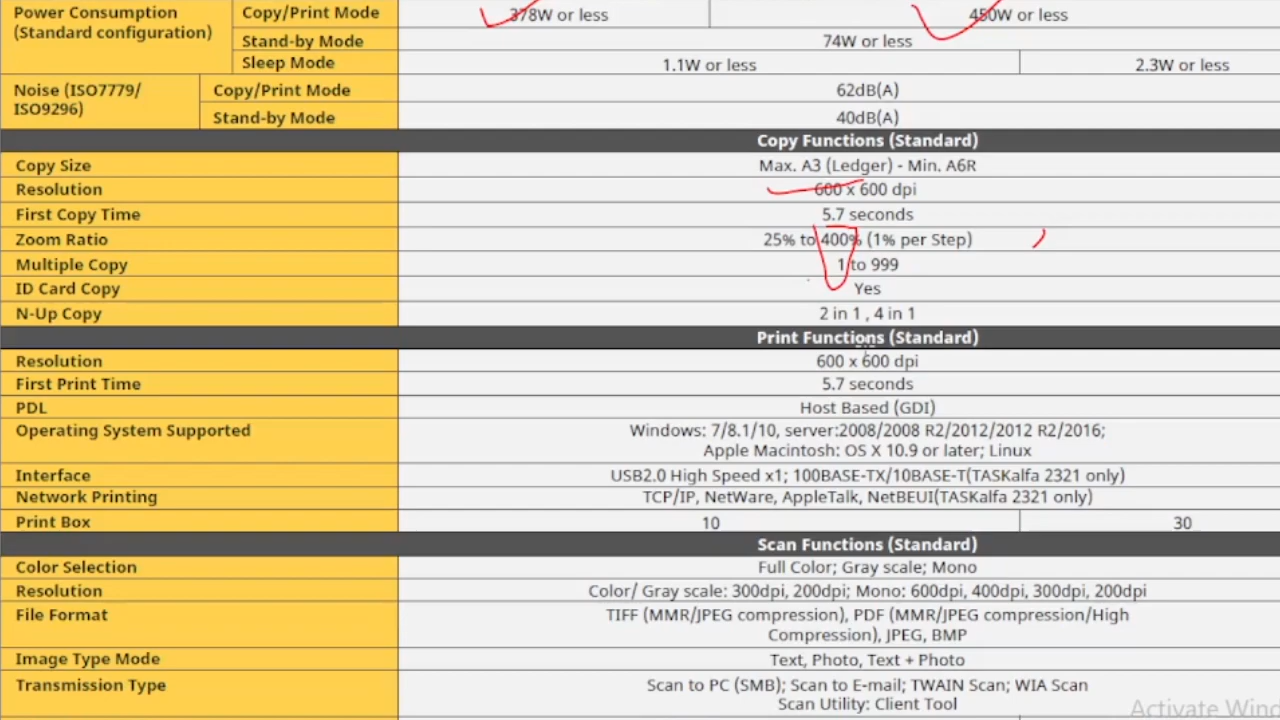 Power Consumption (Standard configuration) Copy/Print Mode 378W or less 450W or less
Stand-by Mode 74W or less
Sleep Mode 1.1W or less 2.3W or less
Noise (ISO7779/ ISO9296) Copy/Print Mode 62dB(A)
Stand-by Mode 40dB(A)
Copy Functions (Standard)
Copy Size Max. A3 (Ledger) - Min. A6R
Resolution 600 x 600 dpi
First Copy Time 5.7 seconds
Zoom Ratio 25% to 400% (1% per Step)
Multiple Copy 1 to 999
ID Card Copy Yes
N-Up Copy 2 in 1 , 4 in 1
Print Functions (Standard)
Resolution 600 x 600 dpi
First Print Time 5.7 seconds
PDL Host Based (GDI)
Operating System Supported Windows: 7/8.1/10, server:2008/2008 R2/2012/2012 R2/2016;
Apple Macintosh: OS X 10.9 or later; Linux
Interface USB2.0 High Speed x1; 100BASE-TX/10BASE-T(TASKalfa 2321 only)
Network Printing TCP/IP, NetWare, AppleTalk, NetBEUI(TASKalfa 2321 only)
Print Box 10 30
Scan Functions (Standard)
Color Selection Full Color; Gray scale; Mono
Resolution Color/ Gray scale: 300dpi, 200dpi; Mono: 600dpi, 400dpi, 300dpi, 200dpi
File Format TIFF (MMR/JPEG compression), PDF (MMR/JPEG compression/High
Compression), JPEG, BMP
Image Type Mode Text, Photo, Text + Photo
Transmission Type Scan to PC (SMB); Scan to E-mail; TWAIN Scan; WIA Scan
Scan Utility: Client Tool
Activate